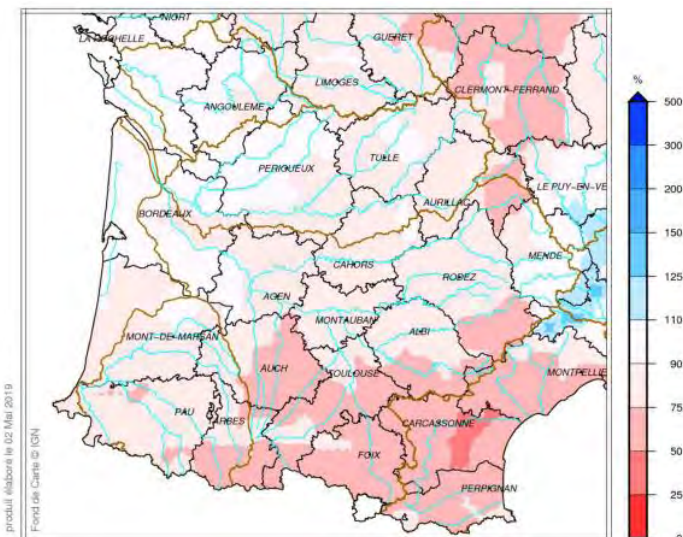 NIORT
LA ROCHELLE
GUERET
%
LIMOGES
CLERMONT-FERRAND
500
ANGOULEME
300
PERIGUEUX
TULLE
200
LE PUY-EN-VE
AURILLAC
BORDEAUX
150
MENDE
125
CAHORS
RODEZ
AGEN
110
MONTAUBAN
MONT-DE-MARSAN
ALBI
90
AUCH
TOULOUSE
MONTPELLIE
75
PAU
TARBES
CARCASSONNE
50
FOIX
PERPIGNAN
25
0
produit élaboré le 02 Mai 2019
Fond de Carte © IGN